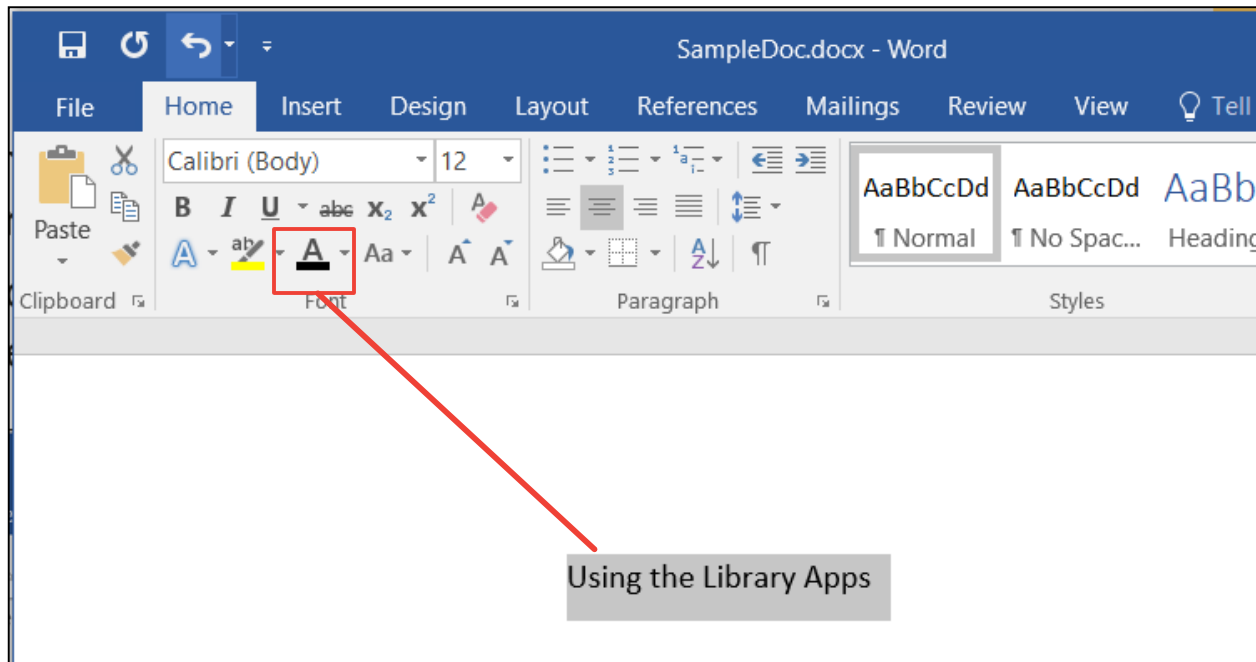 SampleDoc.docx - Word
File Home Insert Design Layout References Mailings Review View Tell
Calibri (Body) 12
Paste
B I U abc x₂ x²
A ab A Aa A A
A Z
AaBbCcDd AaBbCcDd AaBb
¶ Normal ¶ No Spac... Heading
Clipboard Font Paragraph Styles
Using the Library Apps